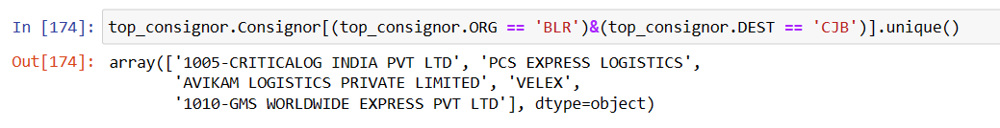 In [174]: top_consignor.Consignor[(top_consignor.ORG == 'BLR')&(top_consignor.DEST == 'CJB')].unique()
Out[174]: array(['1005-CRITICALOG INDIA PVT LTD', 'PCS EXPRESS LOGISTICS',
'AVIKAM LOGISTICS PRIVATE LIMITED', 'VELEX',
'1010-GMS WORLDWIDE EXPRESS PVT LTD'], dtype=object)